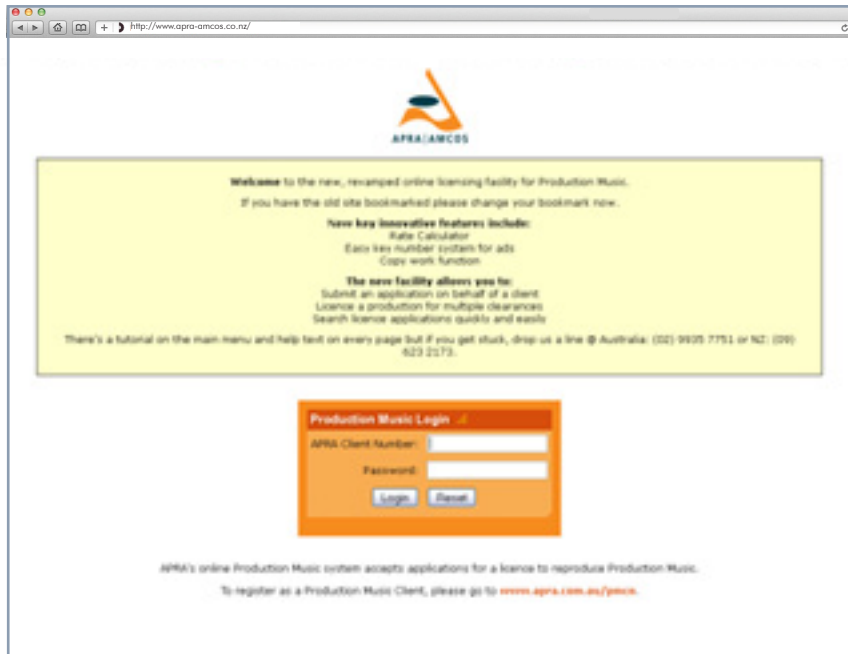 http://www.apra-amcos.co.nz/
APRA|AMCOS
Welcome to the new, revamped online licensing facility for Production Music.
If you have the old site bookmarked please change your bookmark now.
New key innovative features include:
Rate Calculator
Easy key number system for ads
Copy work function
The new facility allows you to:
Submit an application on behalf of a client
Licence a production for multiple clearances
Search licence applications quickly and easily
There's a tutorial on the main menu and help text on every page but if you get stuck, drop us a line @ Australia: (02) 9935 7751 or NZ: (09)
623 2173.
Production Music Login
APRA Client Number:
Password:
Login Reset
APRA's online Production Music system accepts applications for a licence to reproduce Production Music.
To register as a Production Music Client, please go to www.apra.com.au/pmcn.